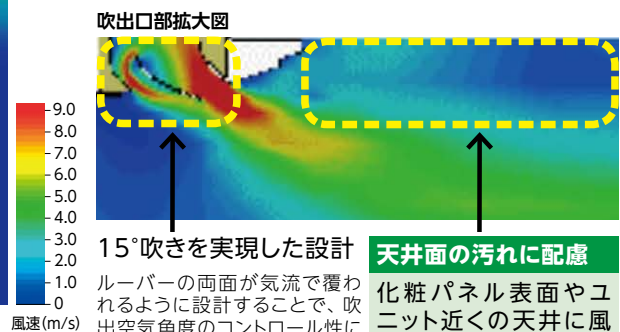 吹出口部拡大図
9.0
8.0
7.0
6.0
5.0
4.0
3.0
2.0
1.0
0
風速(m/s)
15°吹きを実現した設計
ルーバーの両面が気流で覆わ
れるように設計することで、吹
出空気角度のコントロール性に
天井面の汚れに配慮
化粧パネル表面やユ
ニット近くの天井に風